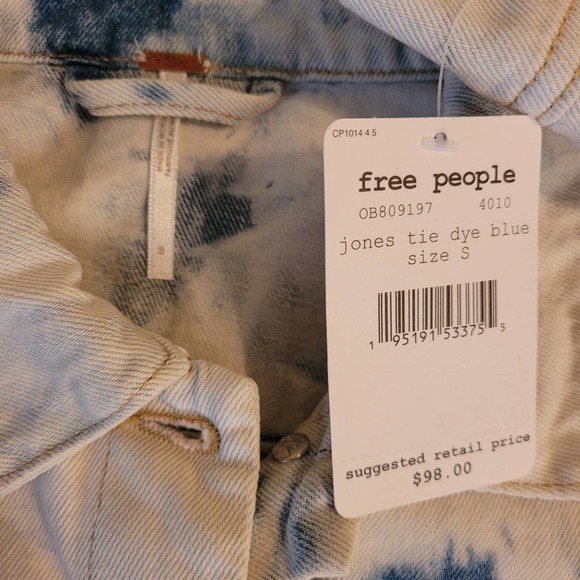 CP1014 4 5
free people
OB809197 4010
jones tie dye blue
size S
1 95191 53375 5
suggested retail price
$98.00
S